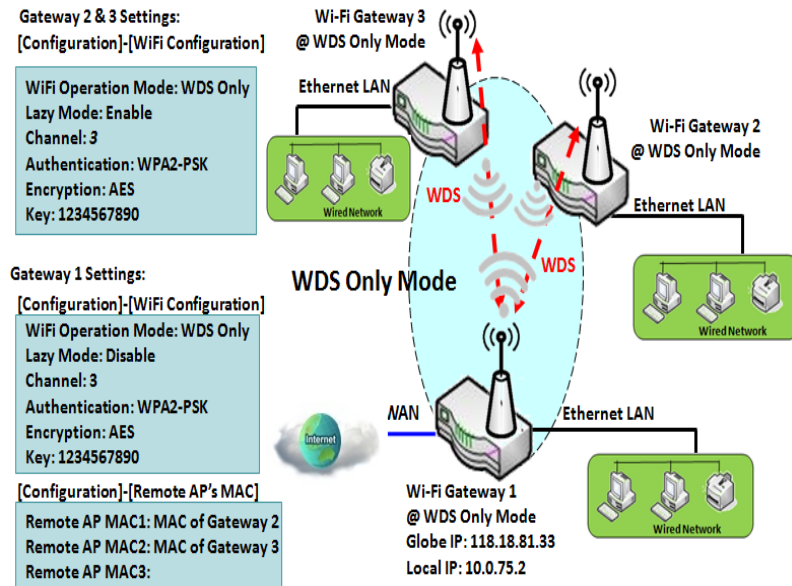 Gateway 2 & 3 Settings:
[Configuration]-[WiFi Configuration]
WiFi Operation Mode: WDS Only
Lazy Mode: Enable
Channel: 3
Authentication: WPA2-PSK
Encryption: AES
Key: 1234567890
Wi-Fi Gateway 3
@ WDS Only Mode
Ethernet LAN
Wired Network
Wi-Fi Gateway 2
@ WDS Only Mode
Ethernet LAN
Wired Network
WDS
WDS
WDS Only Mode
Gateway 1 Settings:
[Configuration]-[WiFi Configuration]
WiFi Operation Mode: WDS Only
Lazy Mode: Disable
Channel: 3
Authentication: WPA2-PSK
Encryption: AES
Key: 1234567890
[Configuration]-[Remote AP's MAC]
Remote AP MAC1: MAC of Gateway 2
Remote AP MAC2: MAC of Gateway 3
Remote AP MAC3:
Internet
WAN
Ethernet LAN
Wired Network
Wi-Fi Gateway 1
@ WDS Only Mode
Globe IP: 118.18.81.33
Local IP: 10.0.75.2